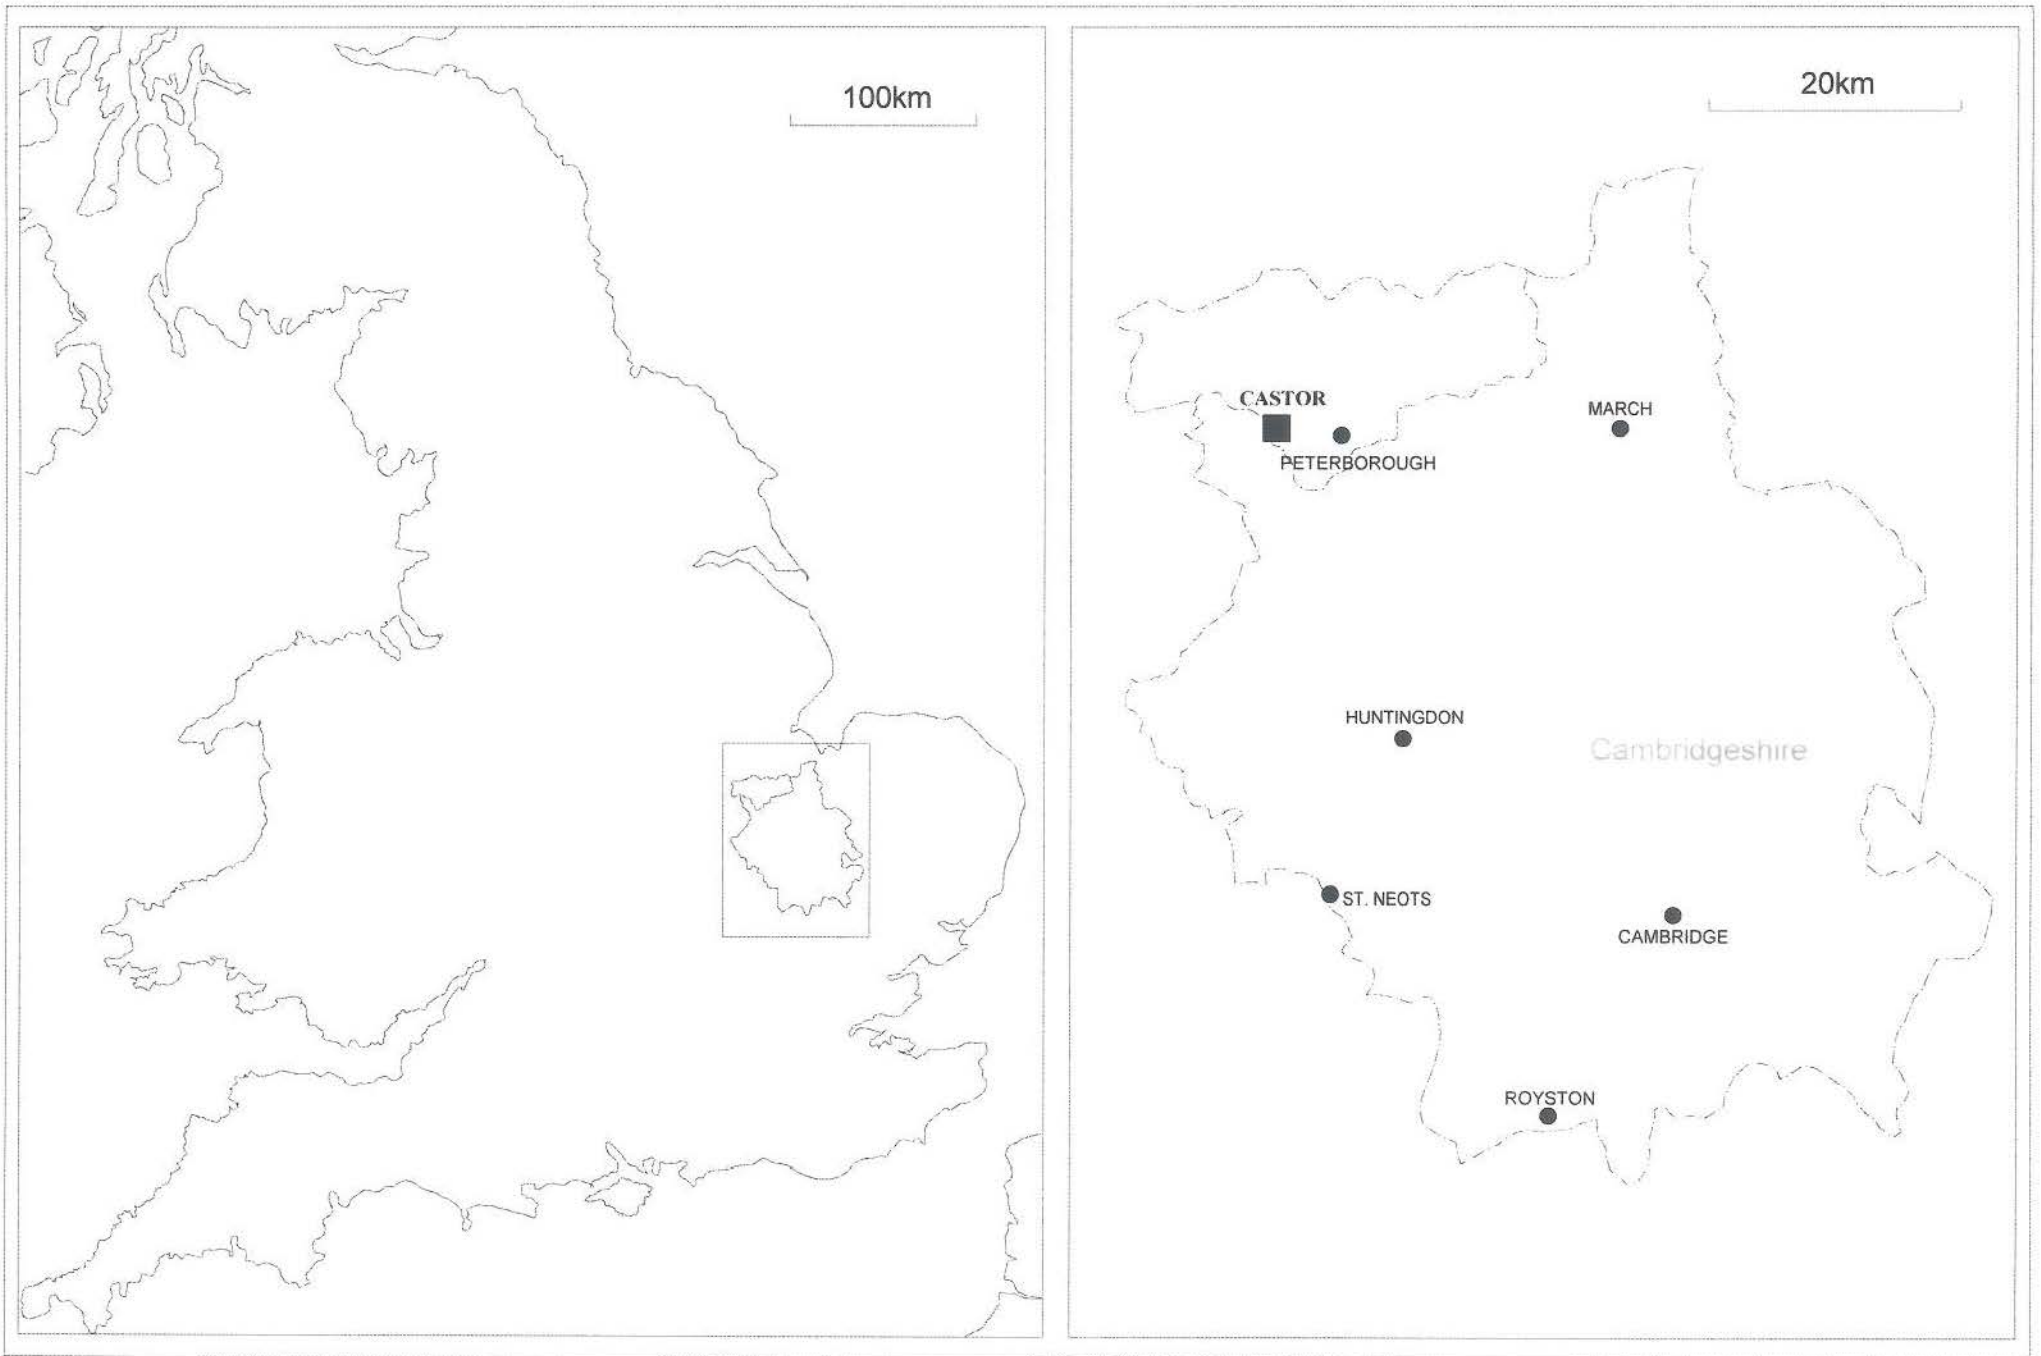 100km
20km
CASTOR
MARCH
PETERBOROUGH
HUNTINGDON
Cambridgeshire
ST. NEOTS
CAMBRIDGE
ROYSTON